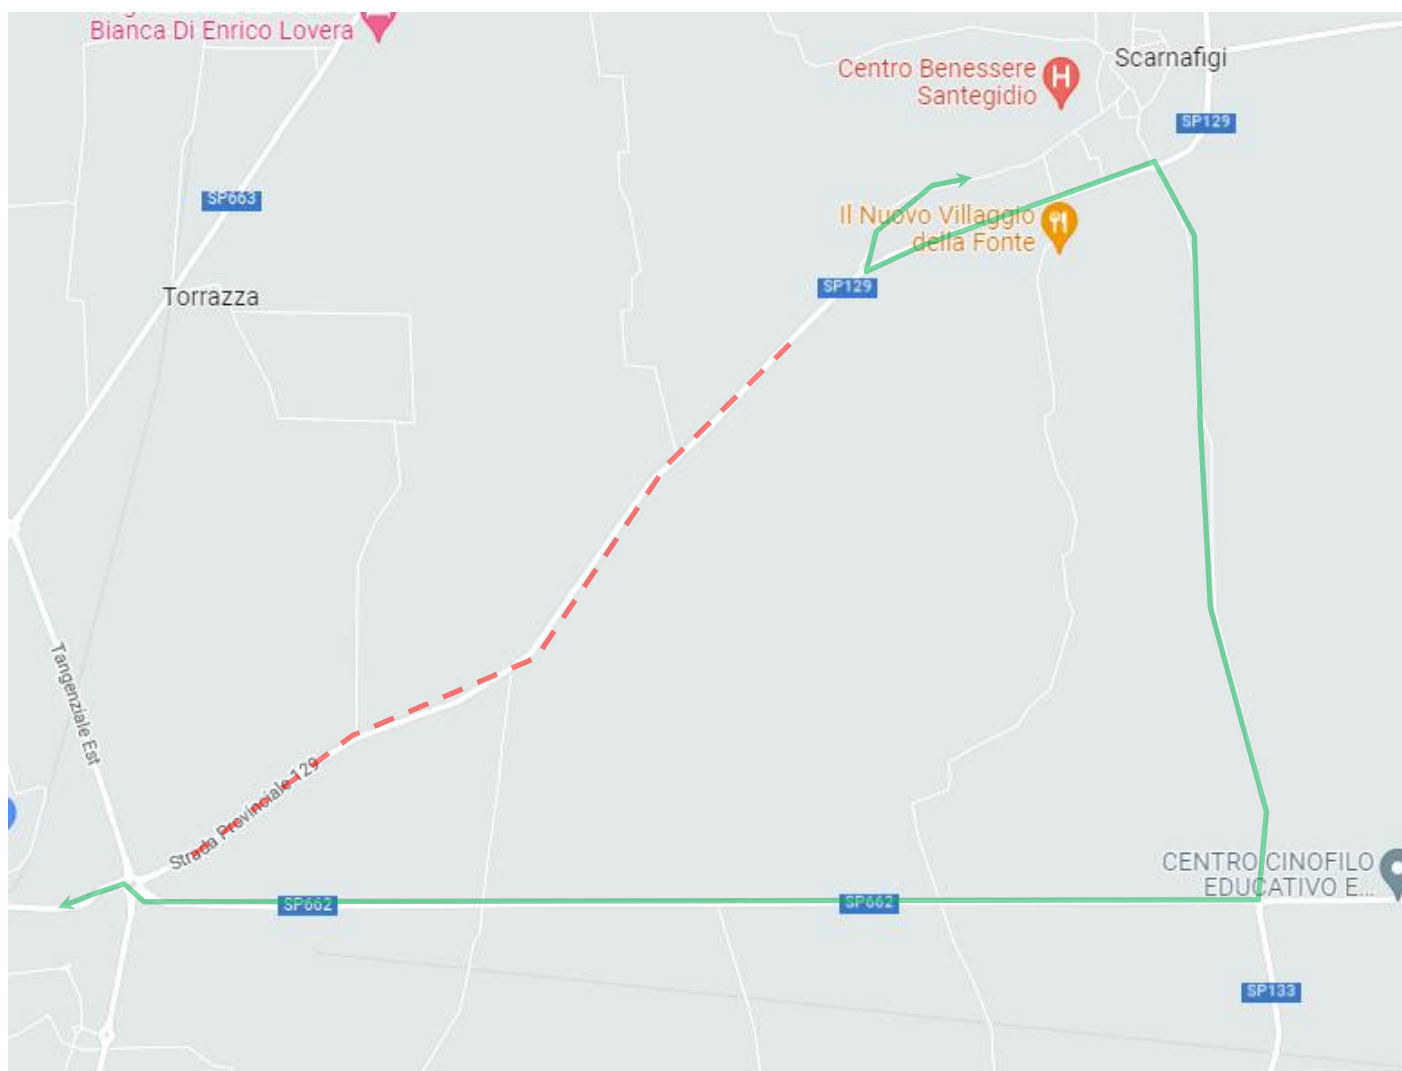 Bianca Di Enrico Lovera
Scarnafigi
Centro Benessere
Santegidio
SP129
SP663
Il Nuovo Villaggio
della Fonte
SP129
Torrazza
Tangenziale Est
Strada Provinciale 129
CENTRO CINOFILO
EDUCATIVO E...
SP662
SP662
SP133